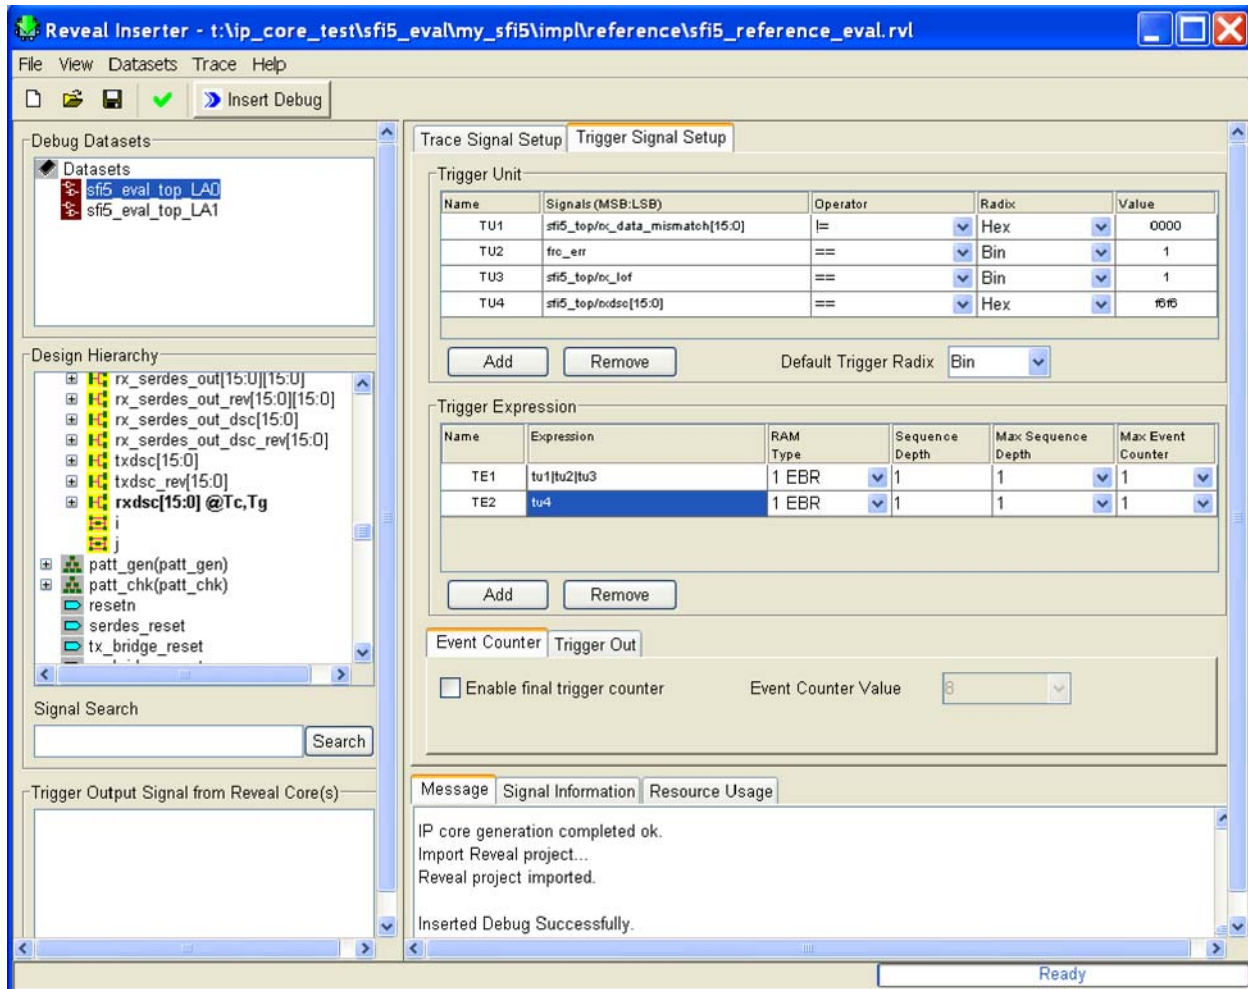 Reveal Inserter - t:\ip_core_test\sfi5_eval\my_sfi5\impl\reference\sfi5_reference_eval.rvl
File View Datasets Trace Help
Insert Debug
Debug Datasets
Datasets
sfi5_eval_top_LA0
sfi5_eval_top_LA1
Design Hierarchy
rx_serdes_out[15:0][15:0]
rx_serdes_out_rev[15:0][15:0]
rx_serdes_out_dsc[15:0]
rx_serdes_out_dsc_rev[15:0]
txdsc[15:0]
txdsc_rev[15:0]
rxdsc[15:0] @Tc,Tg
i
j
patt_gen(patt_gen)
patt_chk(patt_chk)
resetn
serdes_reset
tx_bridge_reset
Signal Search
Search
Trigger Output Signal from Reveal Core(s)
Trace Signal Setup Trigger Signal Setup
Trigger Unit
Name Signals (MSB:LSB) Operator Radix Value
TU1 sfi5_top/rx_data_mismatch[15:0] != Hex 0000
TU2 frc_err == Bin 1
TU3 sfi5_top/rx_lof == Bin 1
TU4 sfi5_top/rxdsc[15:0] == Hex f6f6
Add Remove Default Trigger Radix Bin
Trigger Expression
Name Expression RAM Type Sequence Depth Max Sequence Depth Max Event Counter
TE1 tu1|tu2|tu3 1 EBR 1 1 1
TE2 tu4 1 EBR 1 1 1
Add Remove
Event Counter Trigger Out
Enable final trigger counter Event Counter Value 8
Message Signal Information Resource Usage
IP core generation completed ok.
Import Reveal project...
Reveal project imported.
Inserted Debug Successfully.
Ready